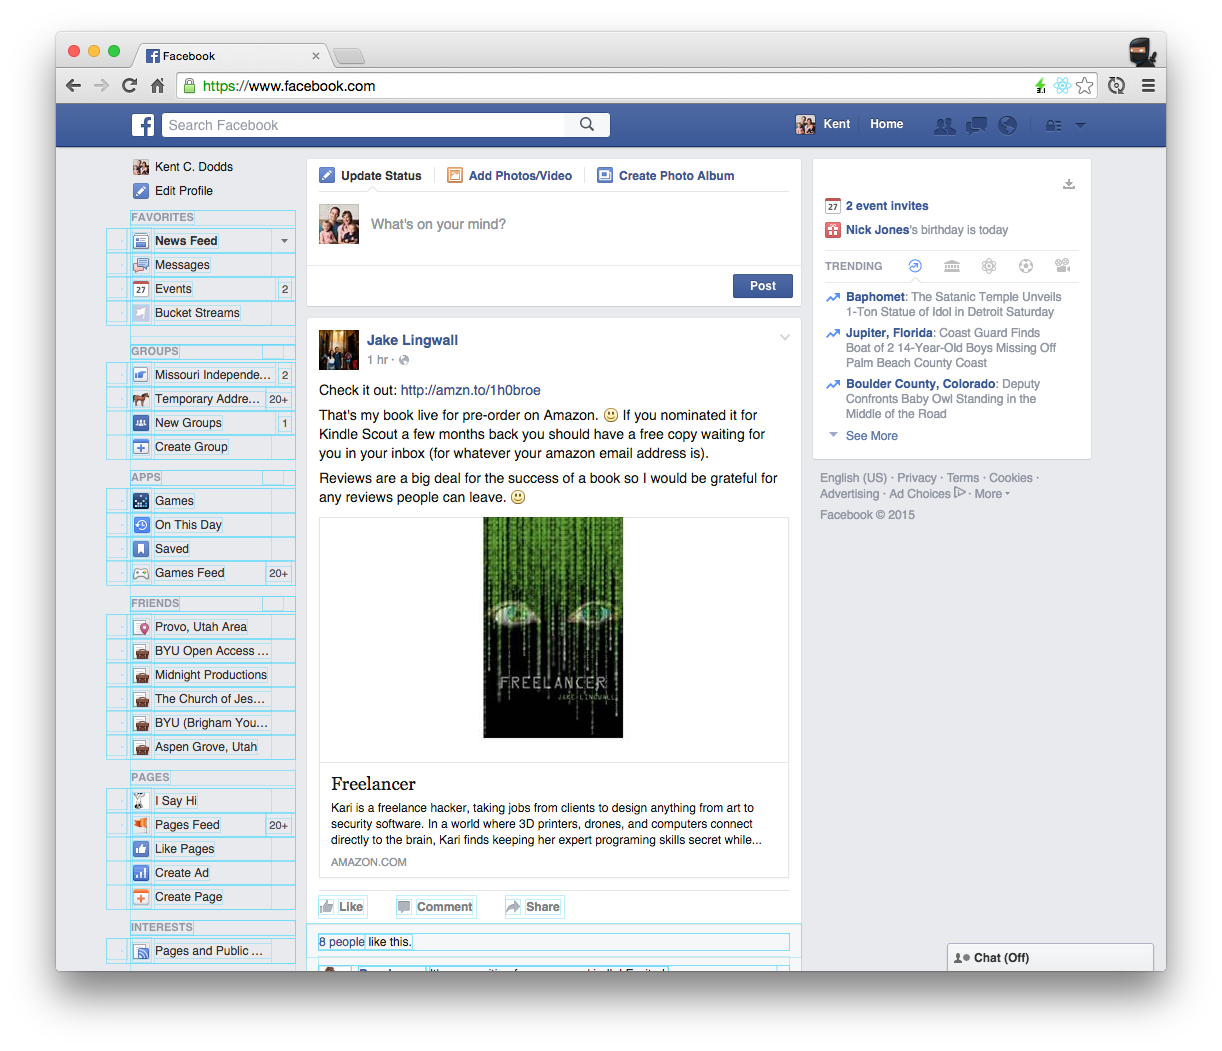 Facebook
https://www.facebook.com
3.1
Search Facebook
Kent
Home
Kent C. Dodds
Edit Profile
FAVORITES
News Feed
Messages
27 Events 2
Bucket Streams
GROUPS
Missouri Independe... 2
Temporary Addre... 20+
New Groups 1
Create Group
APPS
Games
On This Day
Saved
Games Feed 20+
FRIENDS
Provo, Utah Area
BYU Open Access ...
Midnight Productions
The Church of Jes...
BYU (Brigham You...
Aspen Grove, Utah
PAGES
I Say Hi
Pages Feed 20+
Like Pages
Create Ad
Create Page
INTERESTS
Pages and Public ...
Update Status
Add Photos/Video
Create Photo Album
What's on your mind?
Post
Jake Lingwall
1 hr ·
Check it out: http://amzn.to/1h0broe
That's my book live for pre-order on Amazon. If you nominated it for
Kindle Scout a few months back you should have a free copy waiting for
you in your inbox (for whatever your amazon email address is).
Reviews are a big deal for the success of a book so I would be grateful for
any reviews people can leave.
FREELANCER
JAKE LINGWALL
Freelancer
Kari is a freelance hacker, taking jobs from clients to design anything from art to
security software. In a world where 3D printers, drones, and computers connect
directly to the brain, Kari finds keeping her expert programing skills secret while...
AMAZON.COM
Like
Comment
Share
8 people like this.
27 2 event invites
Nick Jones's birthday is today
TRENDING
Baphomet: The Satanic Temple Unveils
1-Ton Statue of Idol in Detroit Saturday
Jupiter, Florida: Coast Guard Finds
Boat of 2 14-Year-Old Boys Missing Off
Palm Beach County Coast
Boulder County, Colorado: Deputy
Confronts Baby Owl Standing in the
Middle of the Road
See More
English (US) · Privacy · Terms · Cookies ·
Advertising · Ad Choices · More
Facebook © 2015
Chat (Off)